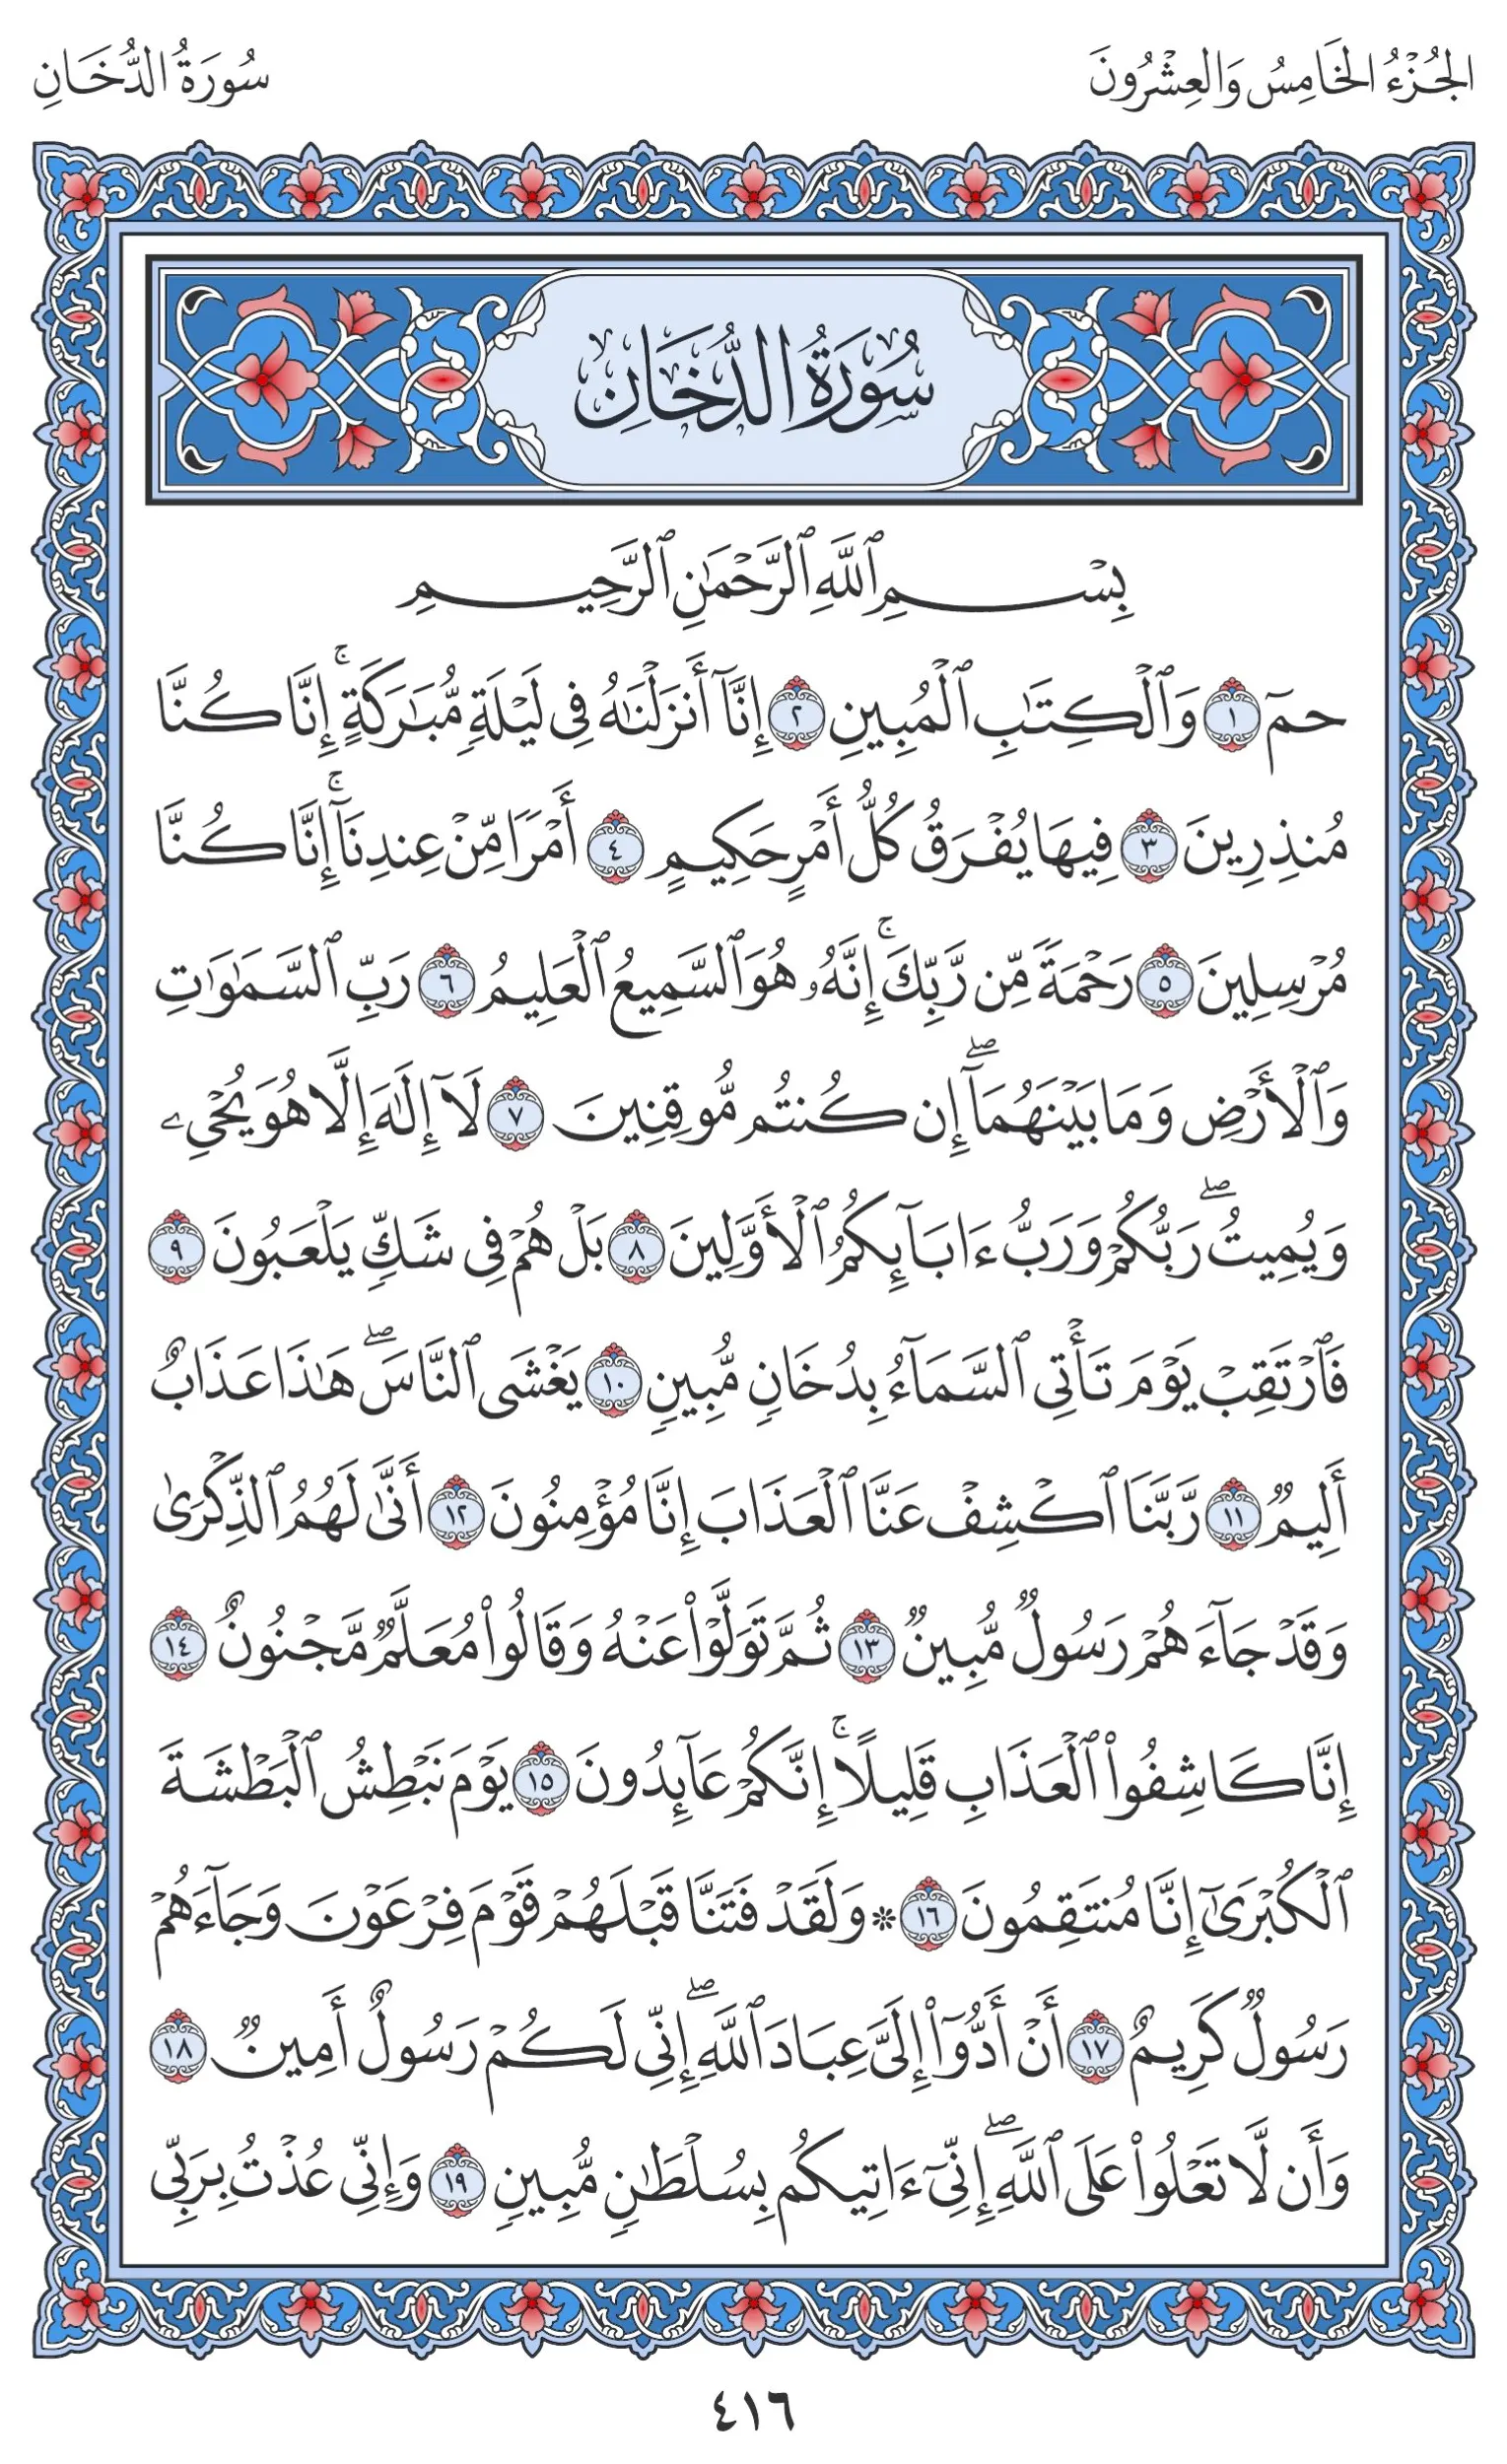 الجُزْءُ الخَامِسُ وَالعِشْرُونَ
سُورَةُ الدُّخَانِ
سُورَةُ الدُّخَانِ
بِسْمِ ٱللَّهِ ٱلرَّحْمَٰنِ ٱلرَّحِيمِ
حمٓ ١ وَٱلْكِتَٰبِ ٱلْمُبِينِ ٢ إِنَّآ أَنزَلْنَٰهُ فِى لَيْلَةٍ مُّبَٰرَكَةٍ ۚ إِنَّا كُنَّا
مُنذِرِينَ ٣ فِيهَا يُفْرَقُ كُلُّ أَمْرٍ حَكِيمٍ ٤ أَمْرًا مِّنْ عِندِنَآ ۚ إِنَّا كُنَّا
مُرْسِلِينَ ٥ رَحْمَةً مِّن رَّبِّكَ ۚ إِنَّهُۥ هُوَ ٱلسَّمِيعُ ٱلْعَلِيمُ ٦ رَبِّ ٱلسَّمَٰوَٰتِ
وَٱلْأَرْضِ وَمَا بَيْنَهُمَآ ۖ إِن كُنتُم مُّوقِنِينَ ٧ لَآ إِلَٰهَ إِلَّا هُوَ يُحْىِۦ
وَيُمِيتُ ۖ رَبُّكُمْ وَرَبُّ ءَابَآئِكُمُ ٱلْأَوَّلِينَ ٨ بَلْ هُمْ فِى شَكٍّ يَلْعَبُونَ ٩
فَٱرْتَقِبْ يَوْمَ تَأْتِى ٱلسَّمَآءُ بِدُخَانٍ مُّبِينٍ ١٠ يَغْشَى ٱلنَّاسَ ۖ هَٰذَا عَذَابٌ
أَلِيمٌ ١١ رَّبَّنَا ٱكْشِفْ عَنَّا ٱلْعَذَابَ إِنَّا مُؤْمِنُونَ ١٢ أَنَّىٰ لَهُمُ ٱلذِّكْرَىٰ
وَقَدْ جَآءَهُمْ رَسُولٌ مُّبِينٌ ١٣ ثُمَّ تَوَلَّوْا۟ عَنْهُ وَقَالُوا۟ مُعَلَّمٌ مَّجْنُونٌ ١٤
إِنَّا كَاشِفُوا۟ ٱلْعَذَابِ قَلِيلًا ۚ إِنَّكُمْ عَآئِدُونَ ١٥ يَوْمَ نَبْطِشُ ٱلْبَطْشَةَ
ٱلْكُبْرَىٰٓ إِنَّا مُنتَقِمُونَ ١٦ * وَلَقَدْ فَتَنَّا قَبْلَهُمْ قَوْمَ فِرْعَوْنَ وَجَآءَهُمْ
رَسُولٌ كَرِيمٌ ١٧ أَنْ أَدُّوٓا۟ إِلَىَّ عِبَادَ ٱللَّهِ ۖ إِنِّى لَكُمْ رَسُولٌ أَمِينٌ ١٨
وَأَن لَّا تَعْلُوا۟ عَلَى ٱللَّهِ ۖ إِنِّىٓ ءَاتِيكُم بِسُلْطَٰنٍ مُّبِينٍ ١٩ وَإِنِّى عُذْتُ بِرَبِّى
٤١٦